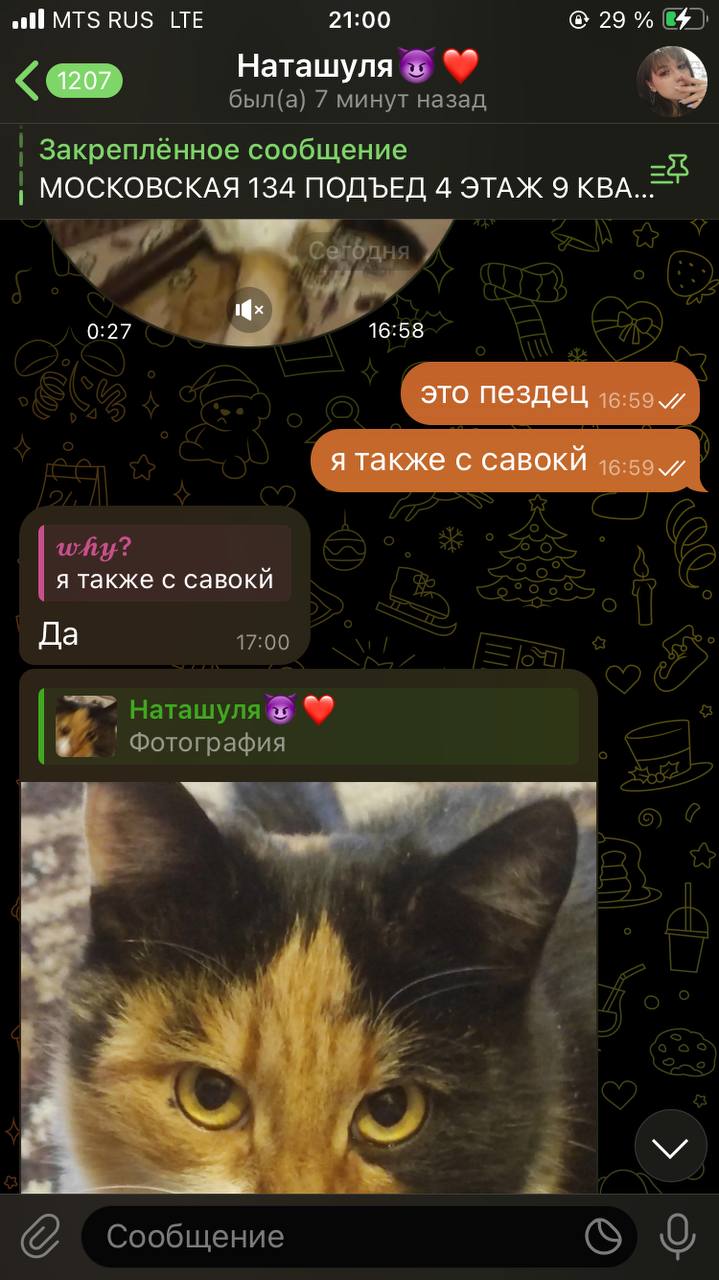 MTS RUS LTE 21:00 29 %
1207 Наташуля😈❤️
был(а) 7 минут назад
Закреплённое сообщение
МОСКОВСКАЯ 134 ПОДЪЕД 4 ЭТАЖ 9 КВА...
Сегодня
0:27 16:58
это пездец 16:59
я также с савокй 16:59
why?
я также с савокй
Да 17:00
Наташуля😈❤️
Фотография
Сообщение